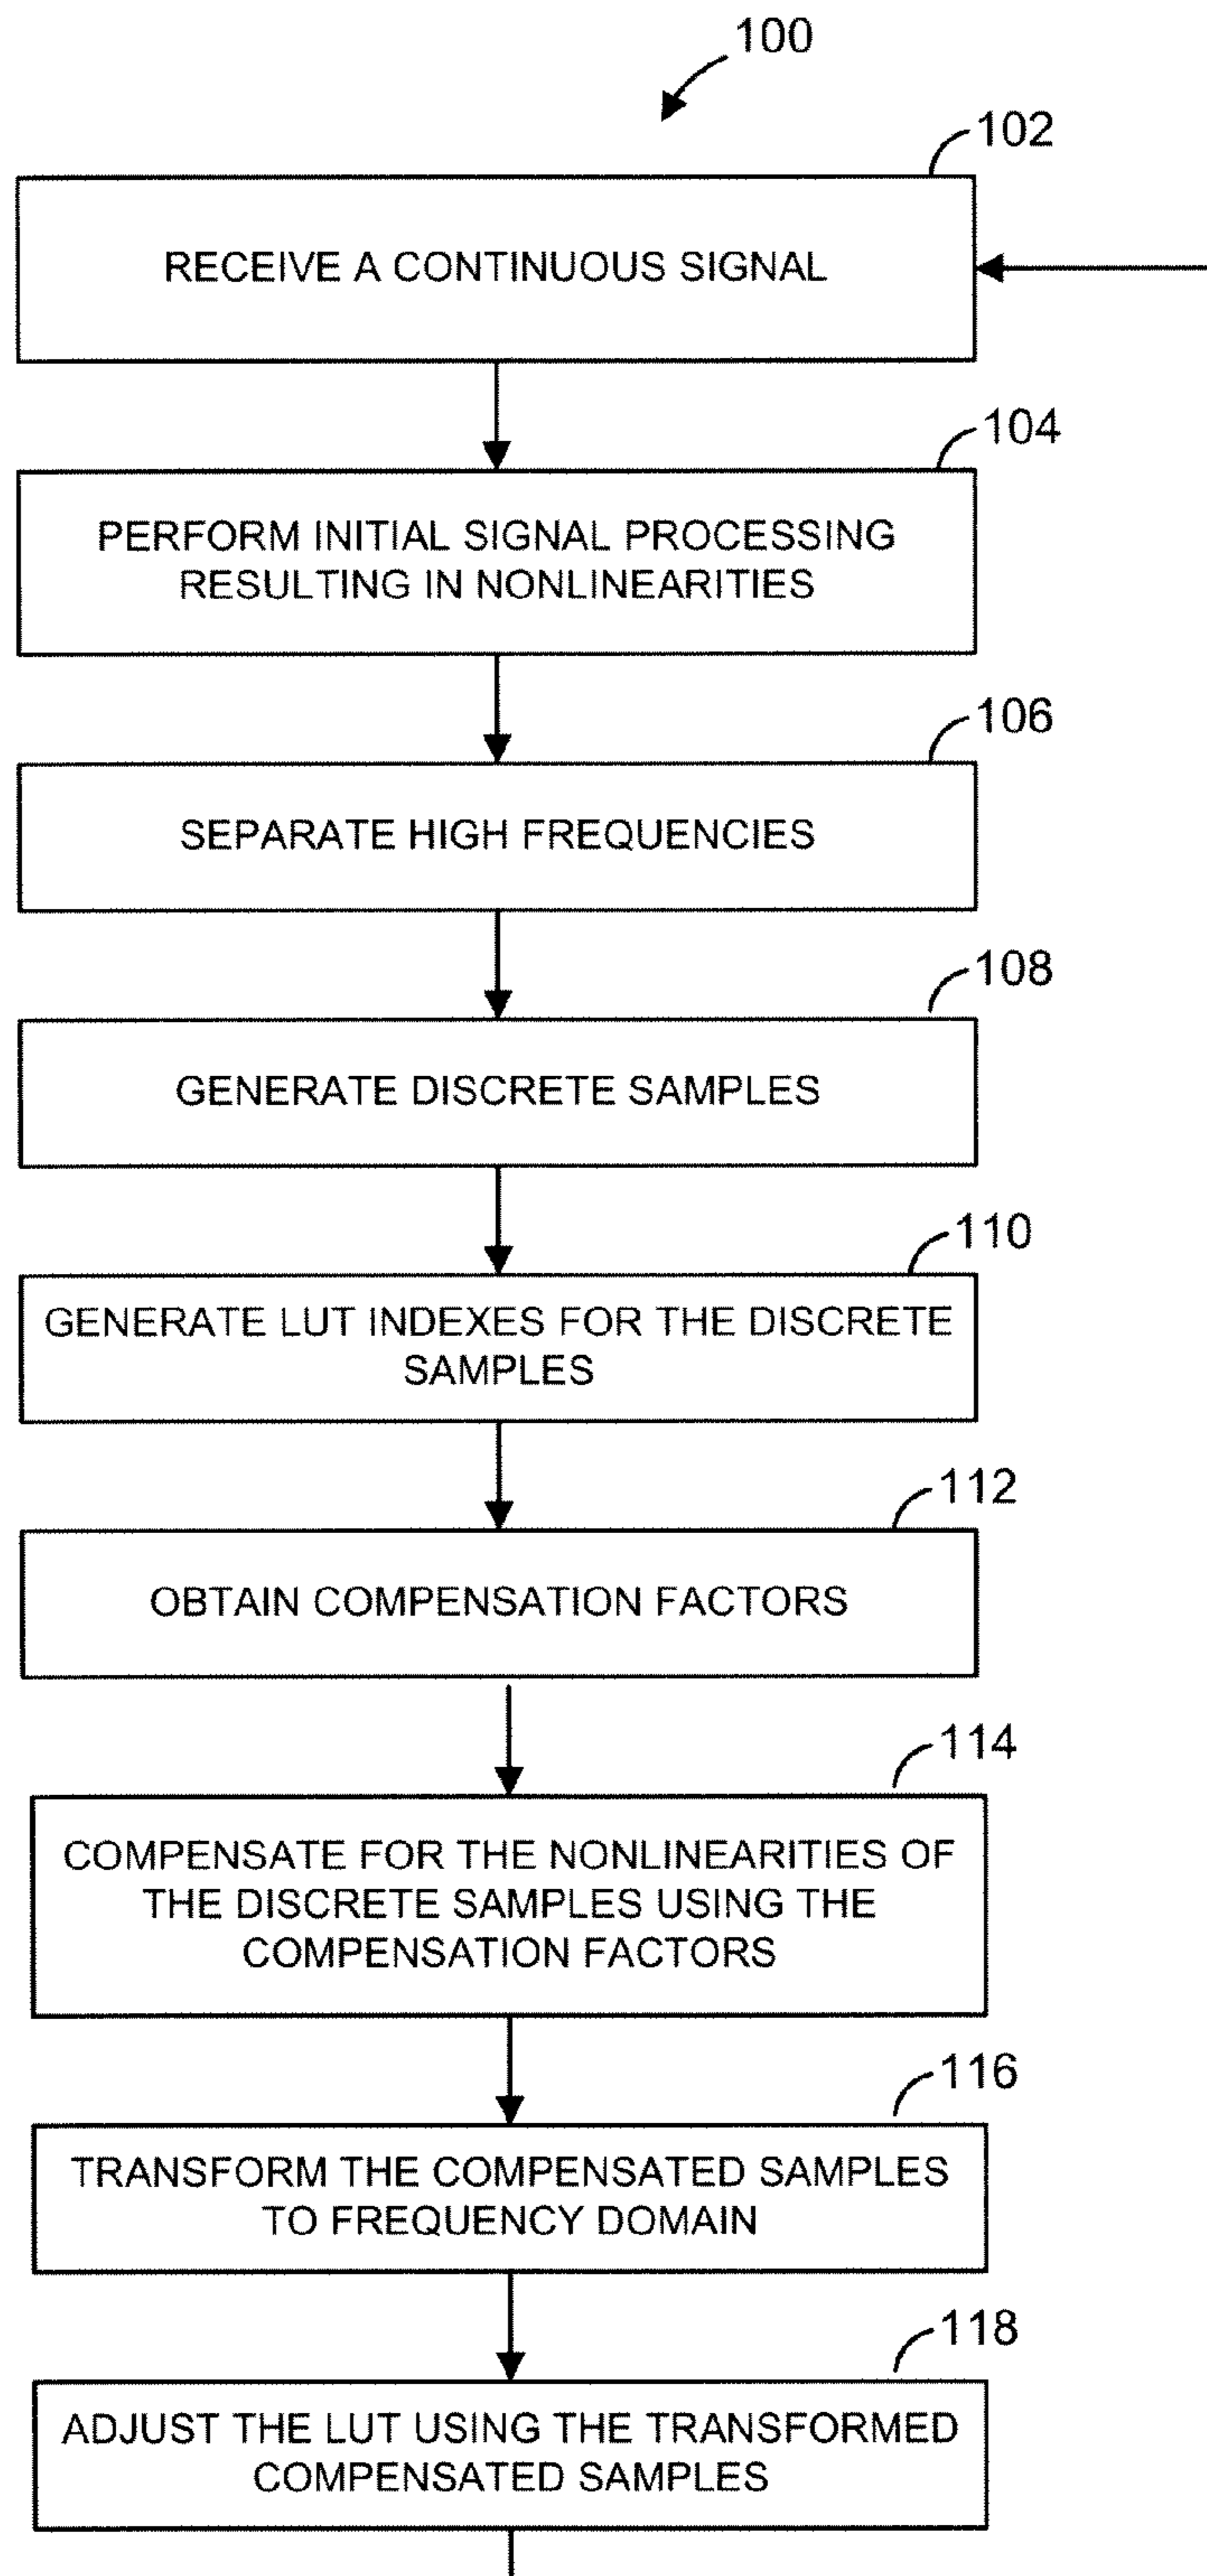 100
102
RECEIVE A CONTINUOUS SIGNAL
104
PERFORM INITIAL SIGNAL PROCESSING
RESULTING IN NONLINEARITIES
106
SEPARATE HIGH FREQUENCIES
108
GENERATE DISCRETE SAMPLES
110
GENERATE LUT INDEXES FOR THE DISCRETE
SAMPLES
112
OBTAIN COMPENSATION FACTORS
114
COMPENSATE FOR THE NONLINEARITIES OF
THE DISCRETE SAMPLES USING THE
COMPENSATION FACTORS
116
TRANSFORM THE COMPENSATED SAMPLES
TO FREQUENCY DOMAIN
118
ADJUST THE LUT USING THE TRANSFORMED
COMPENSATED SAMPLES